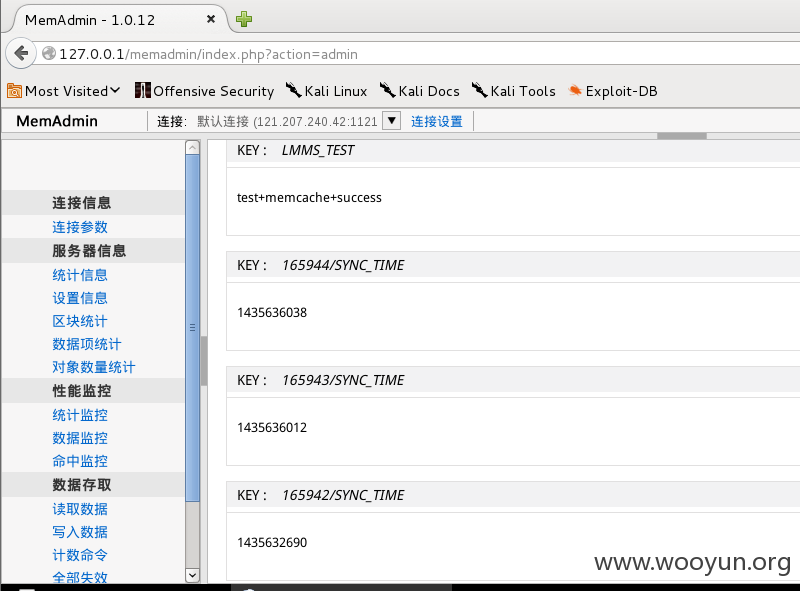 MemAdmin - 1.0.12
127.0.0.1/memadmin/index.php?action=admin
Most Visited Offensive Security Kali Linux Kali Docs Kali Tools Exploit-DB
MemAdmin 连接: 默认连接 (121.207.240.42:1121 连接设置
连接信息
连接参数
服务器信息
统计信息
设置信息
区块统计
数据项统计
对象数量统计
性能监控
统计监控
数据监控
命中监控
数据存取
读取数据
写入数据
计数命令
全部失效
KEY : LMMS_TEST
test+memcache+success
KEY : 165944/SYNC_TIME
1435636038
KEY : 165943/SYNC_TIME
1435636012
KEY : 165942/SYNC_TIME
1435632690
www.wooyun.org